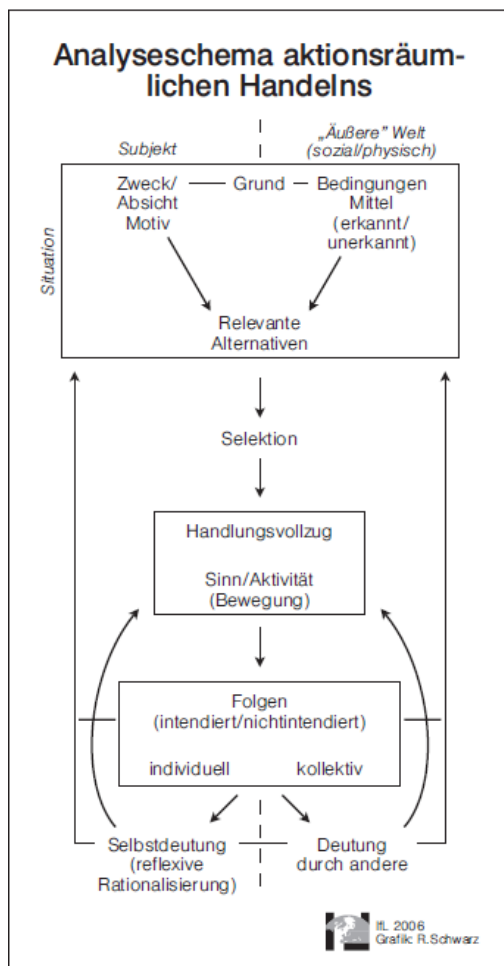 Analyseschema aktionsräum-
lichen Handelns
Subjekt
„Äußere" Welt
(sozial/physisch)
Situation
Zweck/
Absicht
Motiv
Grund
Bedingungen
Mittel
(erkannt/
unerkannt)
Relevante
Alternativen
Selektion
Handlungsvollzug
Sinn/Aktivität
(Bewegung)
Folgen
(intendiert/nichtintendiert)
individuell
kollektiv
Selbstdeutung
(reflexive
Rationalisierung)
Deutung
durch andere
IfL 2006
Grafik: R.Schwarz